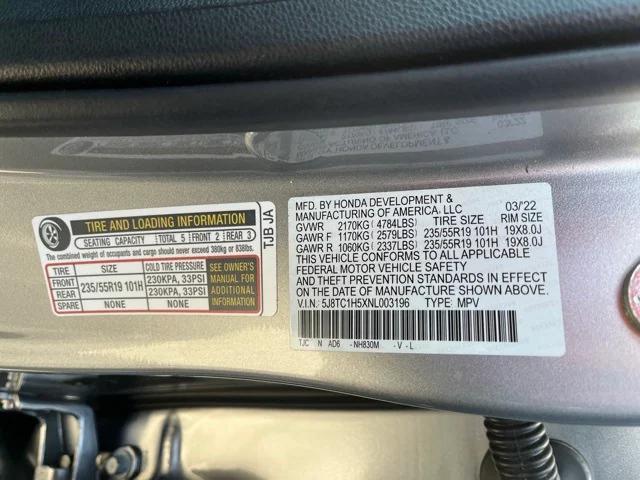 TIRE AND LOADING INFORMATION
SEATING CAPACITY TOTAL 5 FRONT 2 REAR 3
The combined weight of occupants and cargo should never exceed 380kg or 838lbs.
TIRE SIZE COLD TIRE PRESSURE
FRONT 235/55R19 101H 230KPA, 33PSI
REAR 235/55R19 101H 230KPA, 33PSI
SEE OWNER'S
MANUAL FOR
ADDITIONAL
INFORMATION
TJB JA
MFD. BY HONDA DEVELOPMENT & 03/'22
MANUFACTURING OF AMERICA, LLC
GVWR 2170KG( 4784LBS) TIRE SIZE RIM SIZE
GAWR F 1170KG( 2579LBS) 235/55R19 101H 19X8.0J
GAWR R 1060KG( 2337LBS) 235/55R19 101H 19X8.0J
THIS VEHICLE CONFORMS TO ALL APPLICABLE
FEDERAL MOTOR VEHICLE SAFETY
AND THEFT PREVENTION STANDARDS IN EFFECT
ON THE DATE OF MANUFACTURE SHOWN ABOVE.
V.I.N.: 5J8TC1H5XNL003196 TYPE: MPV
TJC N AD6 -NH830M -V-L